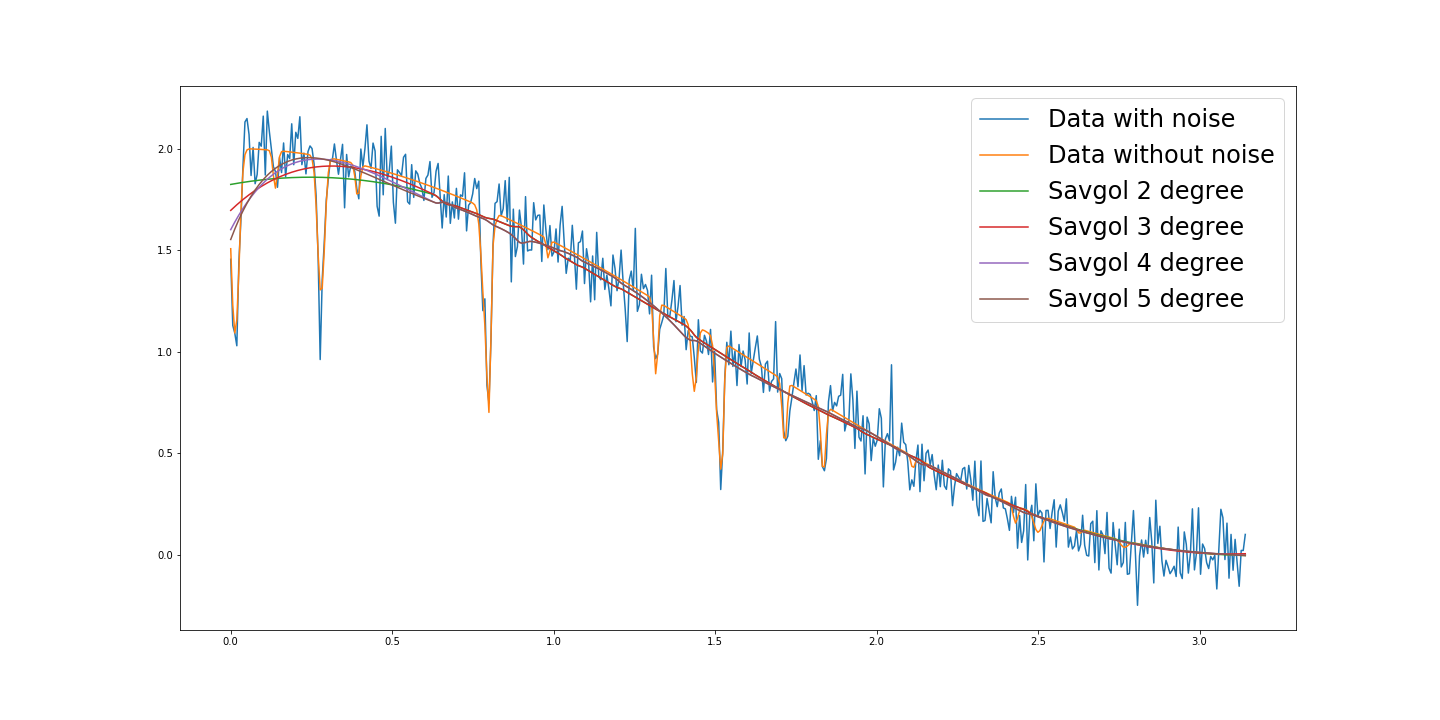 Data with noise
Data without noise
Savgol 2 degree
Savgol 3 degree
Savgol 4 degree
Savgol 5 degree
2.0
1.5
1.0
0.5
0.0
0.0 0.5 1.0 1.5 2.0 2.5 3.0